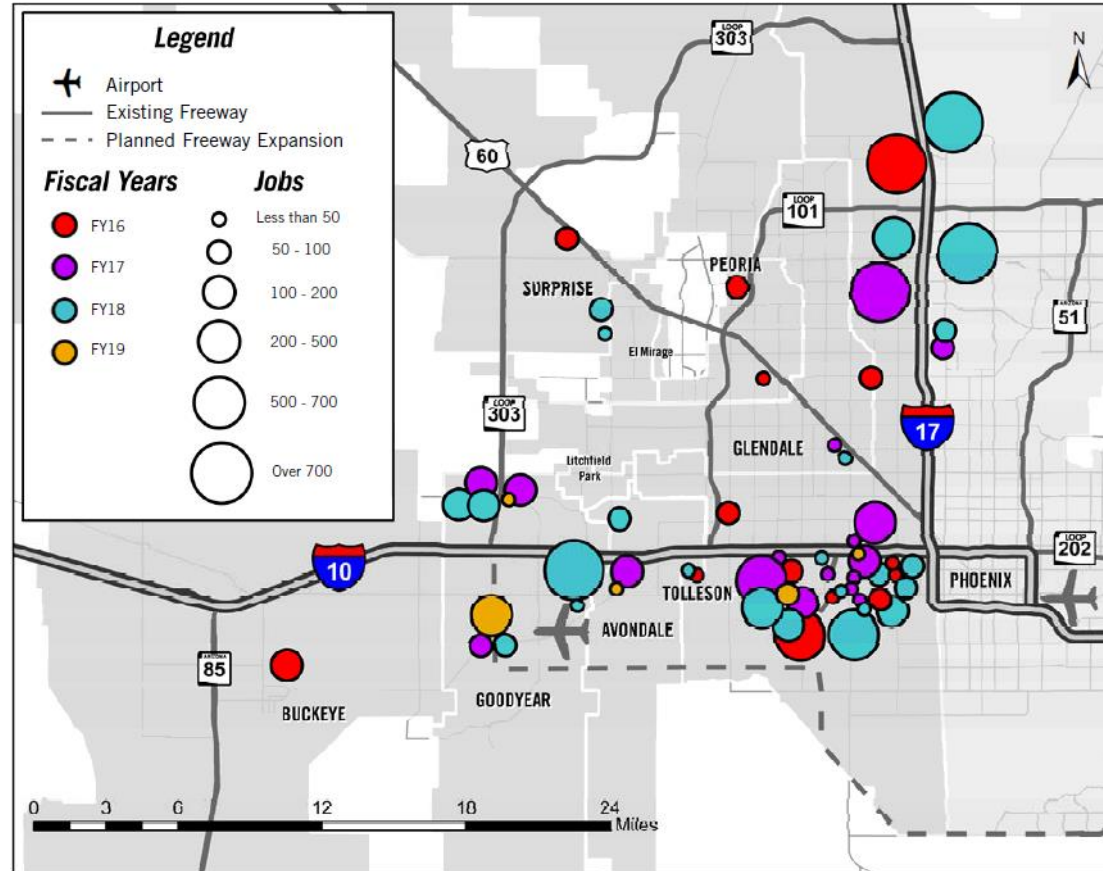 Legend
Airport
Existing Freeway
Planned Freeway Expansion
Fiscal Years
FY16
FY17
FY18
FY19
Jobs
Less than 50
50 - 100
100 - 200
200 - 500
500 - 700
Over 700
LOOP
303
N
60
LOOP
101
PEORIA
SURPRISE
ARIZONA
51
El Mirage
LOOP
303
17
GLENDALE
Litchfield
Park
LOOP
202
10
PHOENIX
TOLLESON
AVONDALE
ARIZONA
85
GOODYEAR
BUCKEYE
0 3 6 12 18 24
Miles